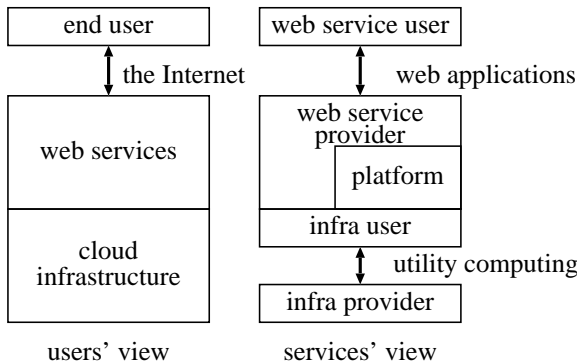 end user
the Internet
web services
cloud
infrastructure
users’ view
web service user
web applications
web service
provider
platform
infra user
utility computing
infra provider
services’ view